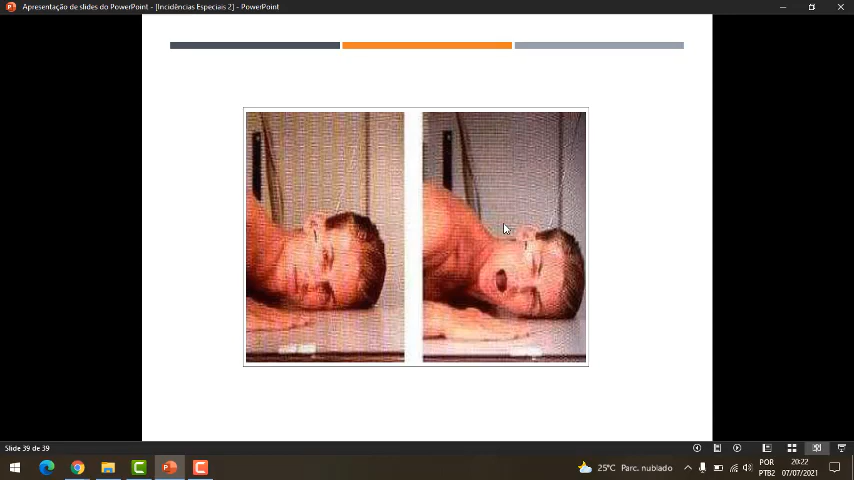 Apresentação de slides do PowerPoint - [Incidências Especiais 2] - PowerPoint
Slide 39 de 39
25°C Parc. nublado
POR
PTB2
20:22
07/07/2021